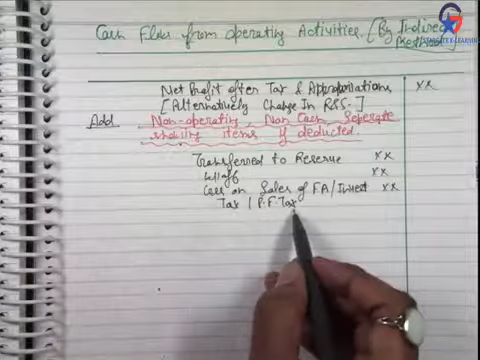 Cash Flow from operating Activities. [By Indirect Method]
Net Profit after Tax & Appropriations xx
[Alternatively Change In R&S. ]
Add Non-operating, Non Cash, Seperate
showing items if deducted.
Transferred to Reserve xx
W/off xx
Loss on Sales of FA/Invest xx
Tax / P.F. Tax